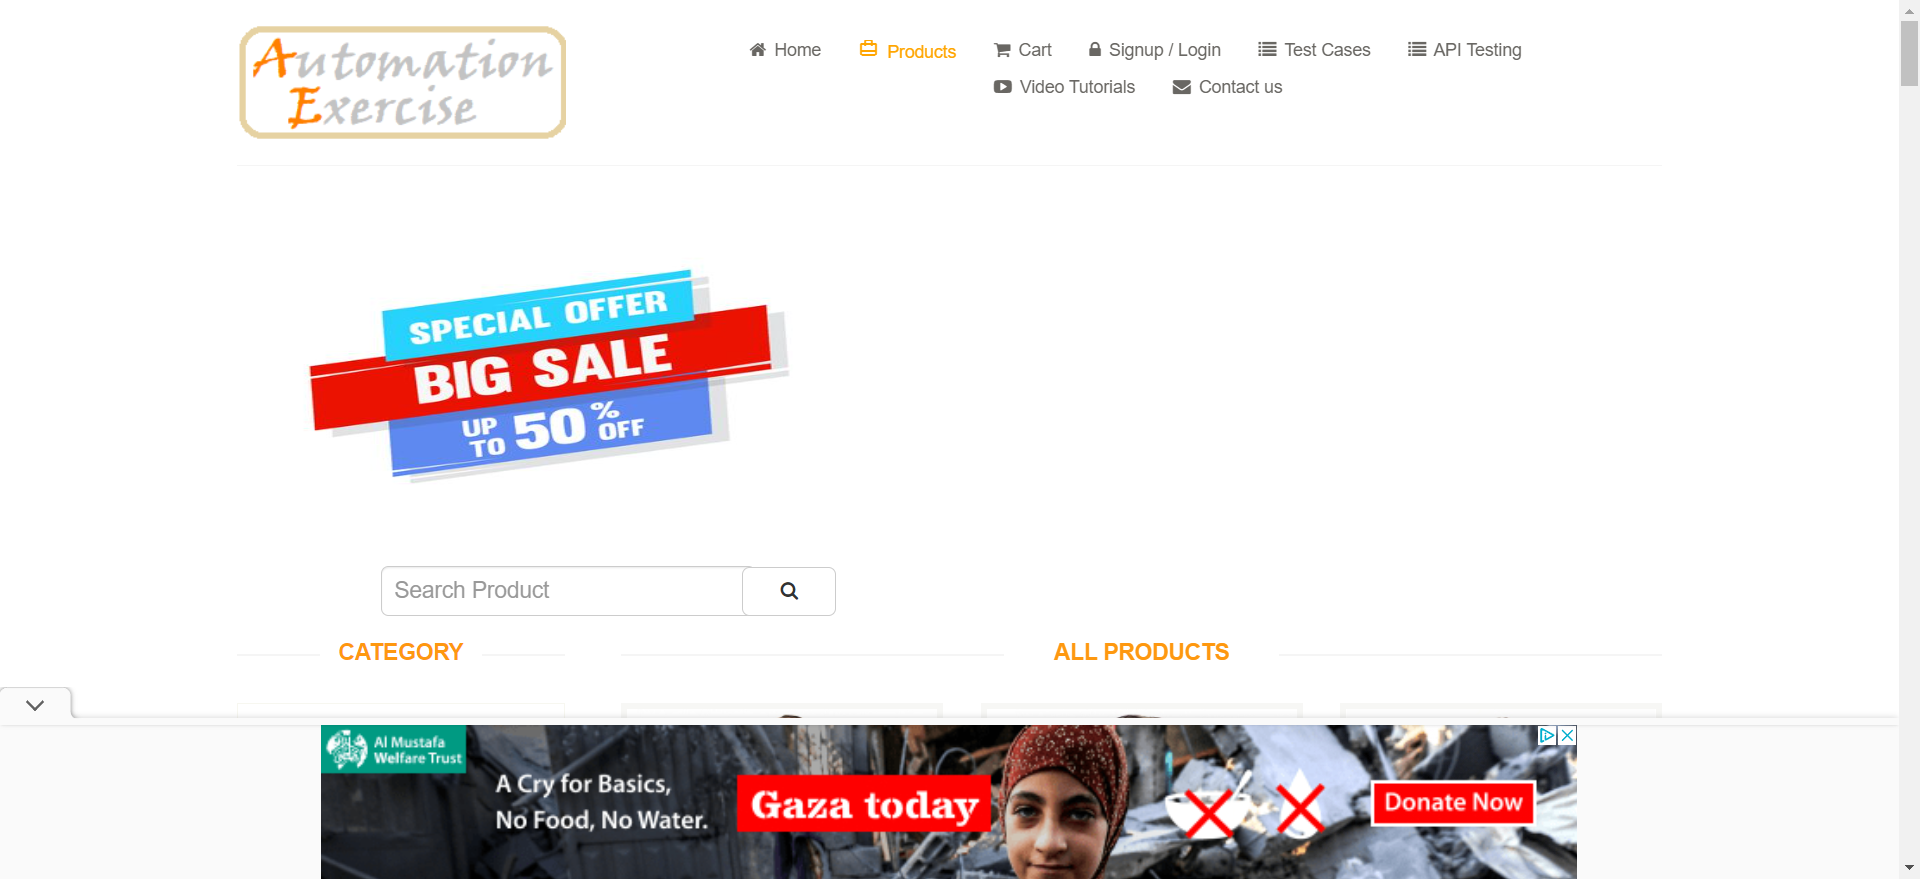 Automation
Exercise
Home
Products
Cart
Signup / Login
Test Cases
API Testing
Video Tutorials
Contact us
SPECIAL OFFER
BIG SALE
UP TO 50% OFF
Search Product
CATEGORY
ALL PRODUCTS
Al Mustafa
Welfare Trust
A Cry for Basics,
No Food, No Water.
Gaza today
Donate Now